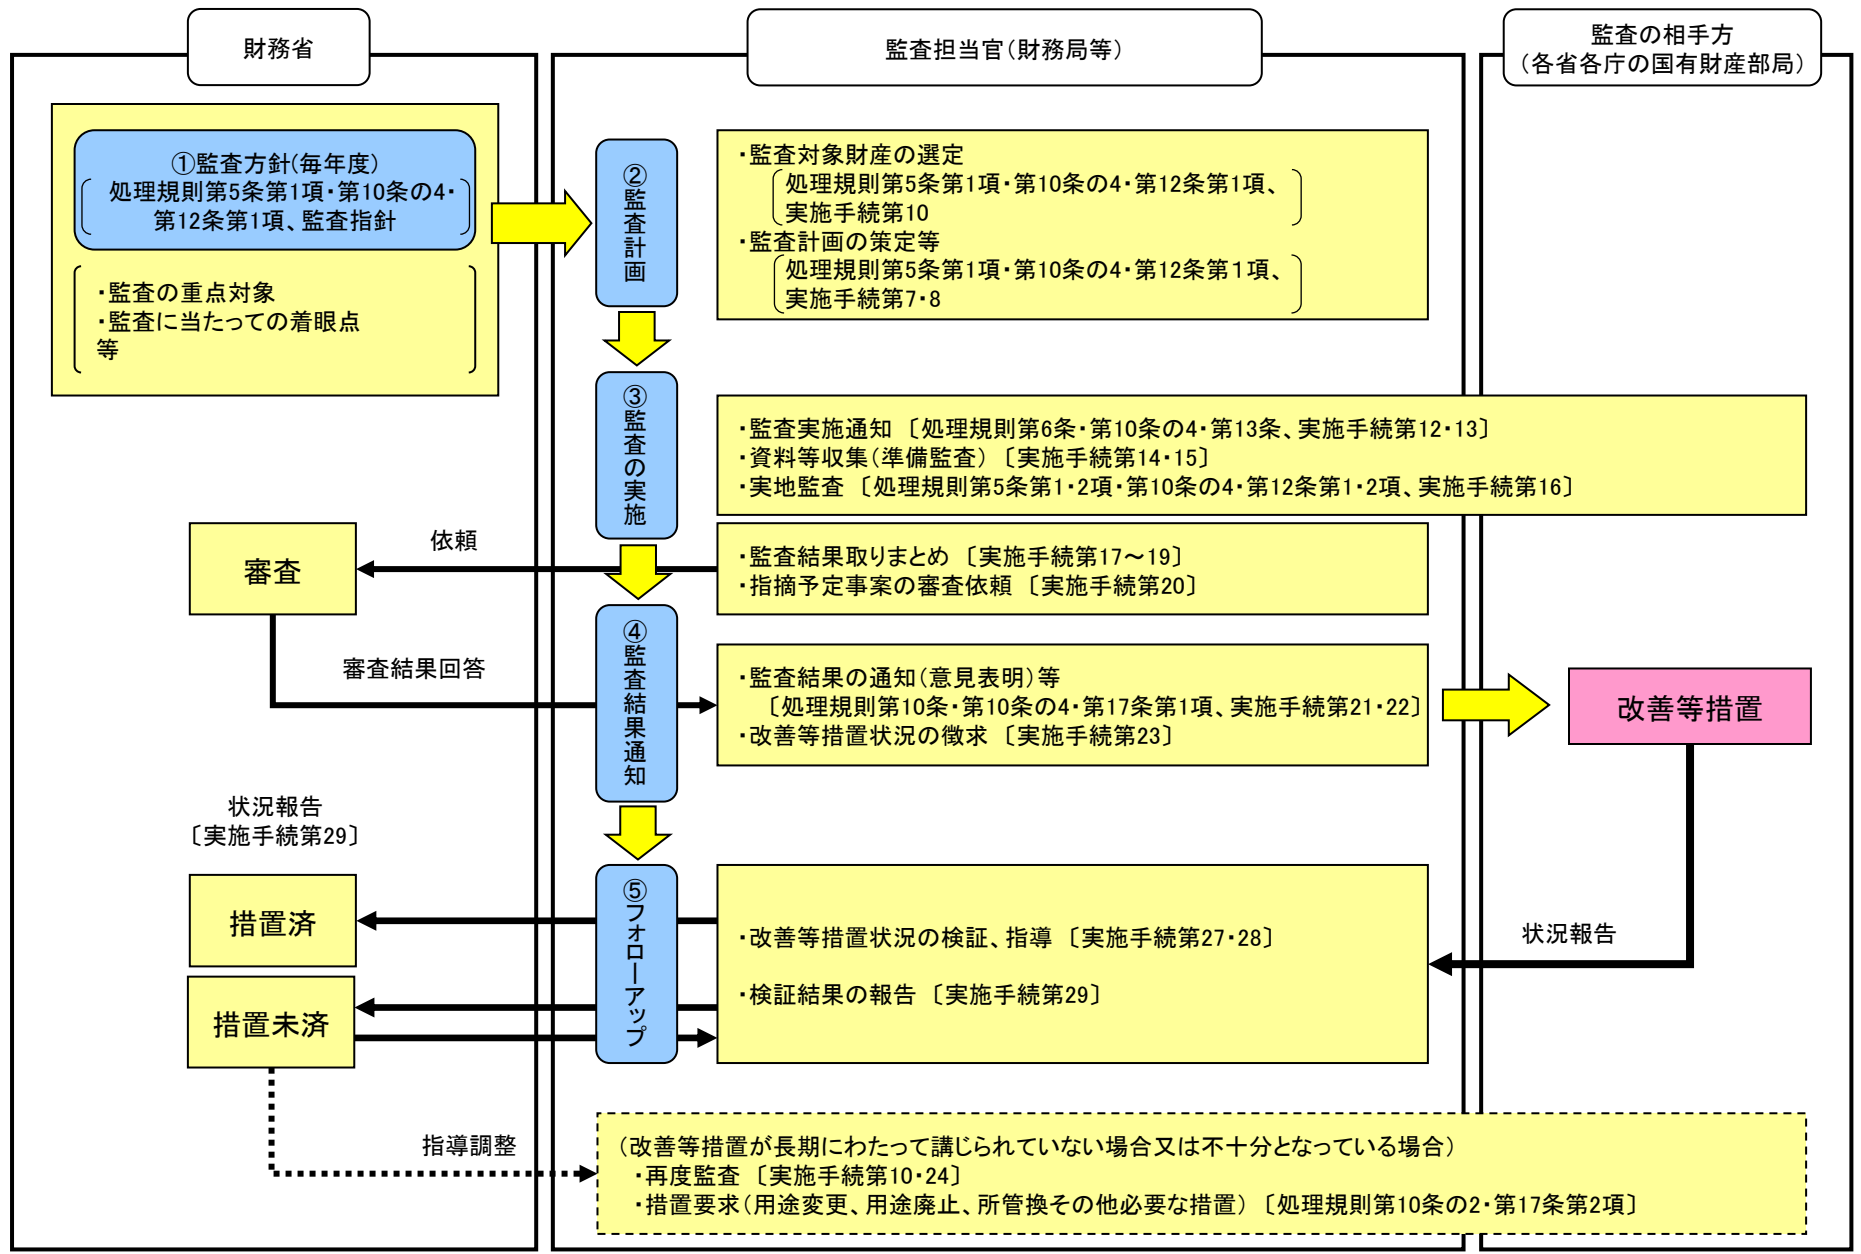 財務省
監査担当官(財務局等)
監査の相手方
(各省各庁の国有財産部局)
①監査方針(毎年度)
処理規則第5条第1項・第10条の4・
第12条第1項、監査指針
・監査の重点対象
・監査に当たっての着眼点
等
②監査計画
・監査対象財産の選定
処理規則第5条第1項・第10条の4・第12条第1項、
実施手続第10
・監査計画の策定等
処理規則第5条第1項・第10条の4・第12条第1項、
実施手続第7・8
③監査の実施
・監査実施通知 〔処理規則第6条・第10条の4・第13条、実施手続第12・13〕
・資料等収集(準備監査) 〔実施手続第14・15〕
・実地監査 〔処理規則第5条第1・2項・第10条の4・第12条第1・2項、実施手続第16〕
審査
依頼
・監査結果取りまとめ 〔実施手続第17～19〕
・指摘予定事案の審査依頼 〔実施手続第20〕
審査結果回答
④監査結果通知
・監査結果の通知(意見表明)等
〔処理規則第10条・第10条の4・第17条第1項、実施手続第21・22〕
・改善等措置状況の徴求 〔実施手続第23〕
改善等措置
状況報告
〔実施手続第29〕
措置済
措置未済
⑤フォローアップ
・改善等措置状況の検証、指導 〔実施手続第27・28〕
・検証結果の報告 〔実施手続第29〕
状況報告
指導調整
(改善等措置が長期にわたって講じられていない場合又は不十分となっている場合)
・再度監査 〔実施手続第10・24〕
・措置要求(用途変更、用途廃止、所管換その他必要な措置) 〔処理規則第10条の2・第17条第2項〕